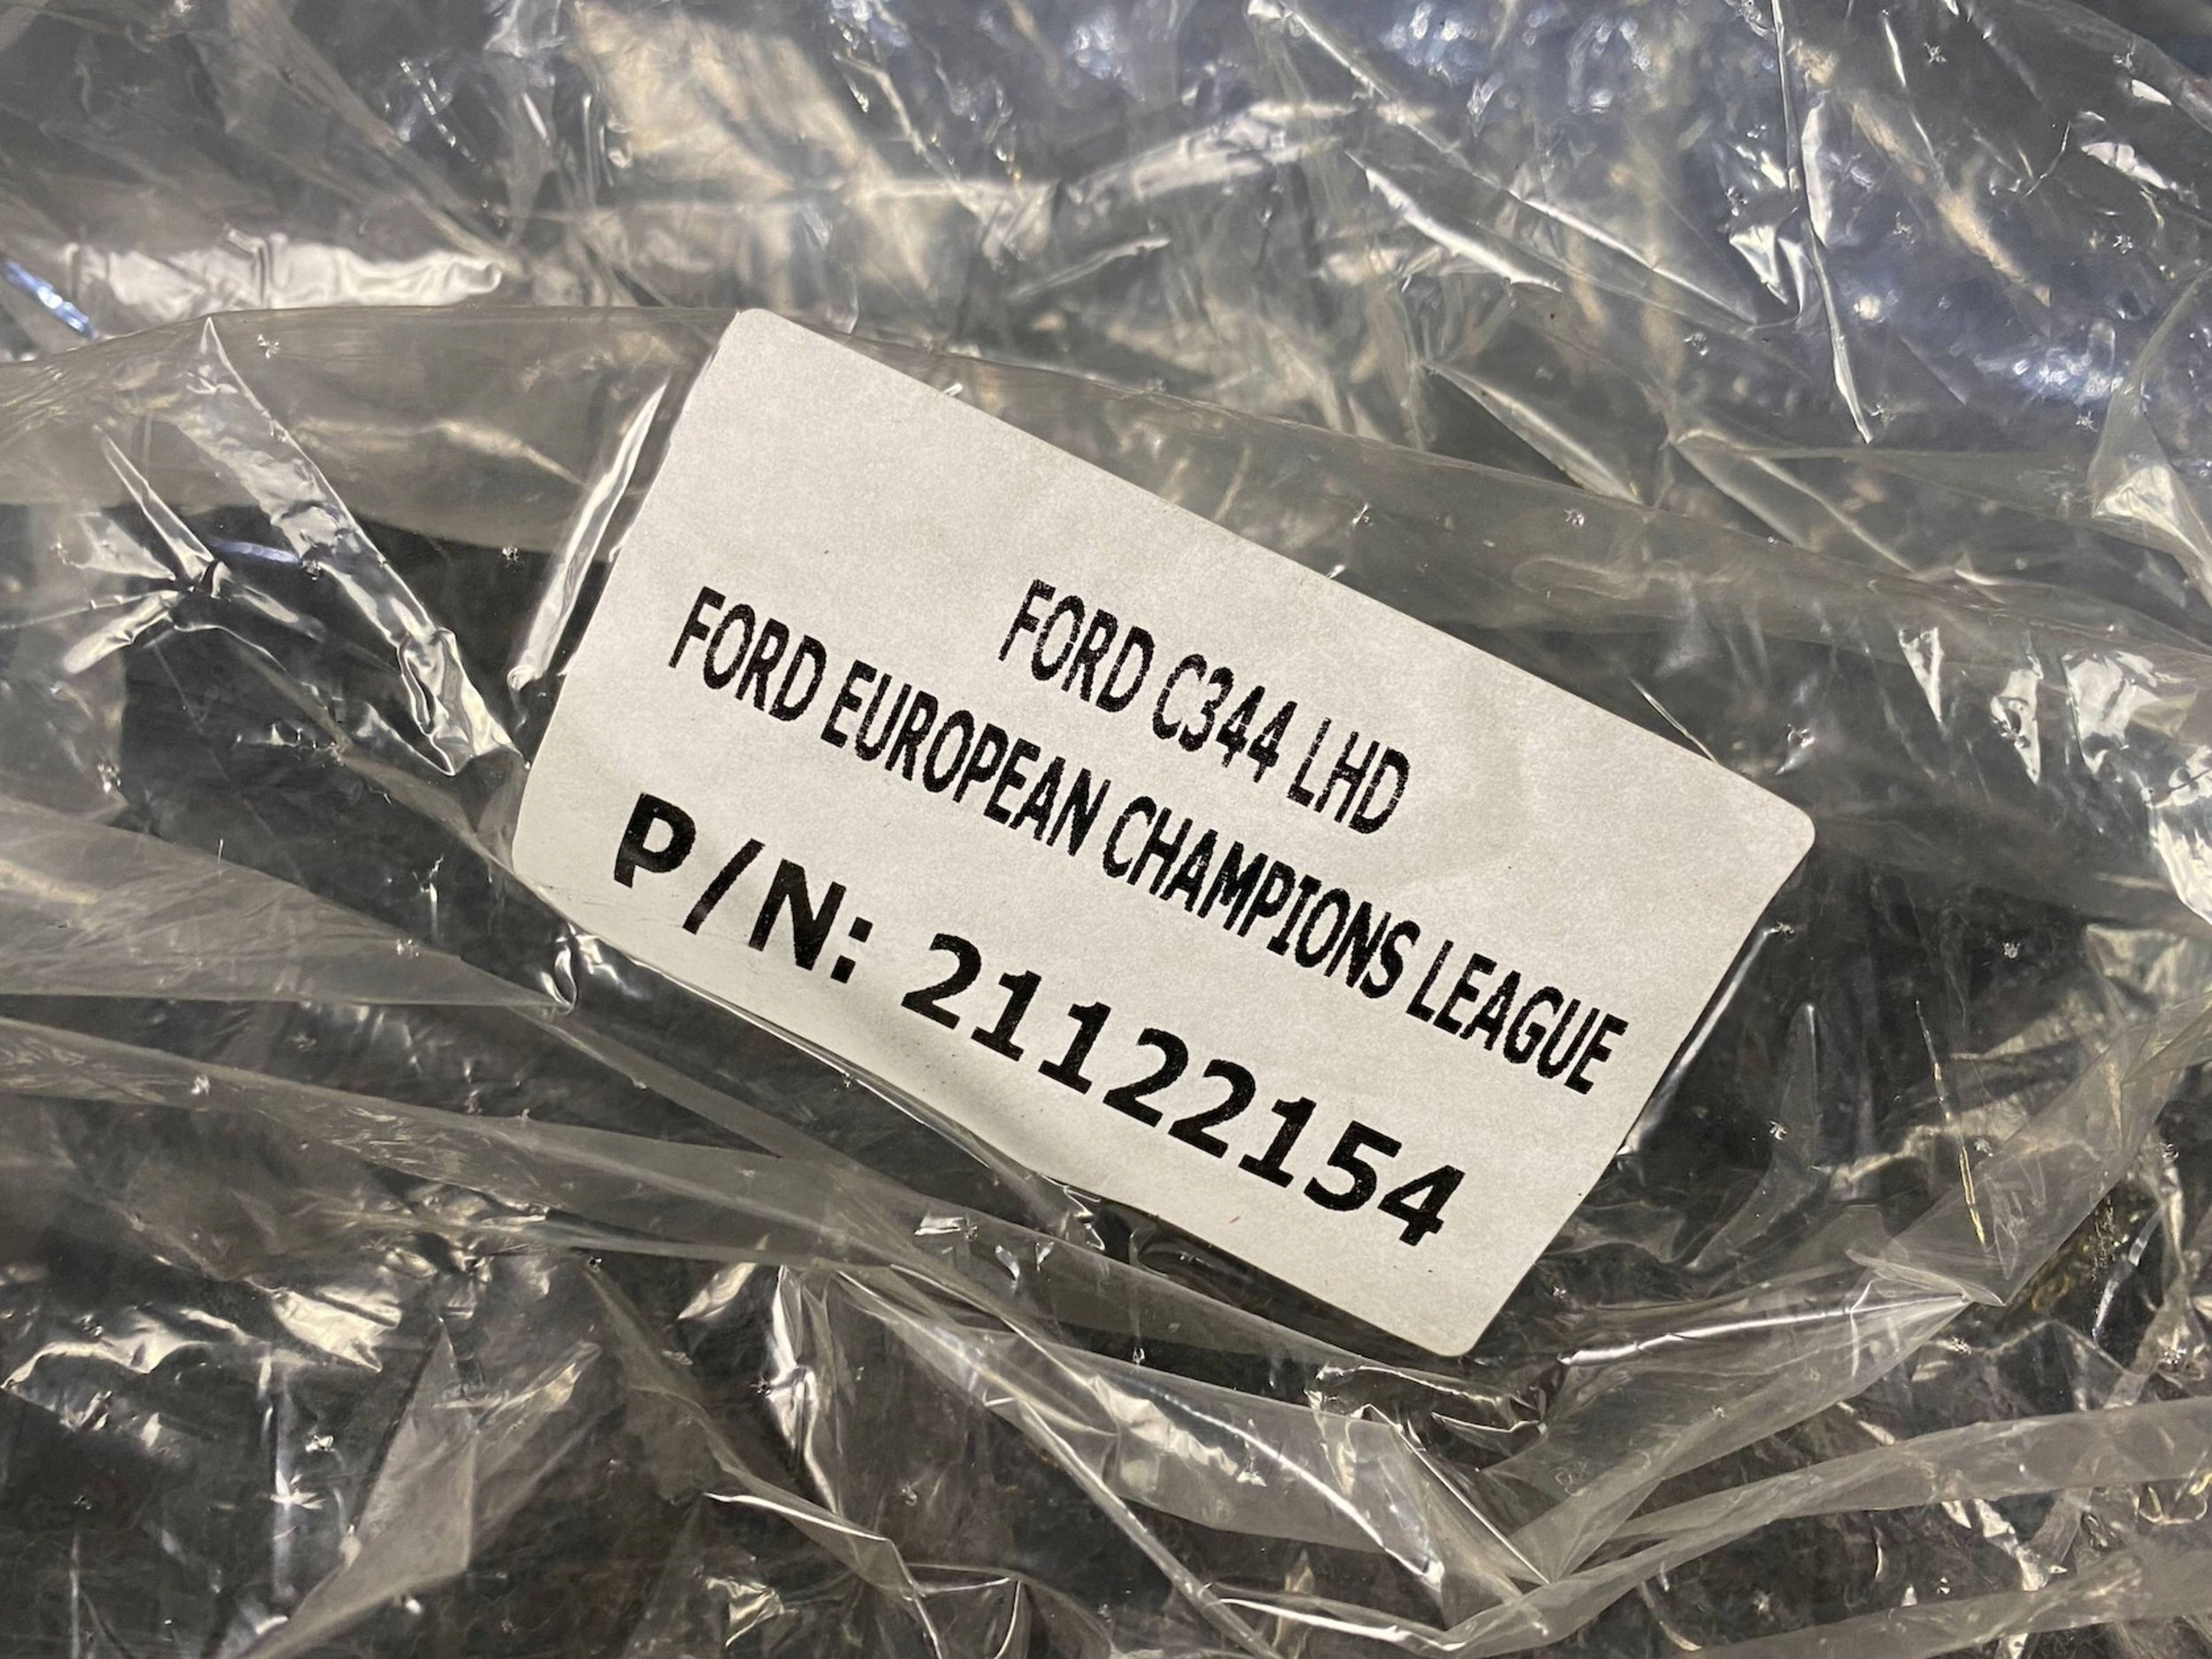 FORD C344 LHD
FORD EUROPEAN CHAMPIONS LEAGUE
P/N: 21122154